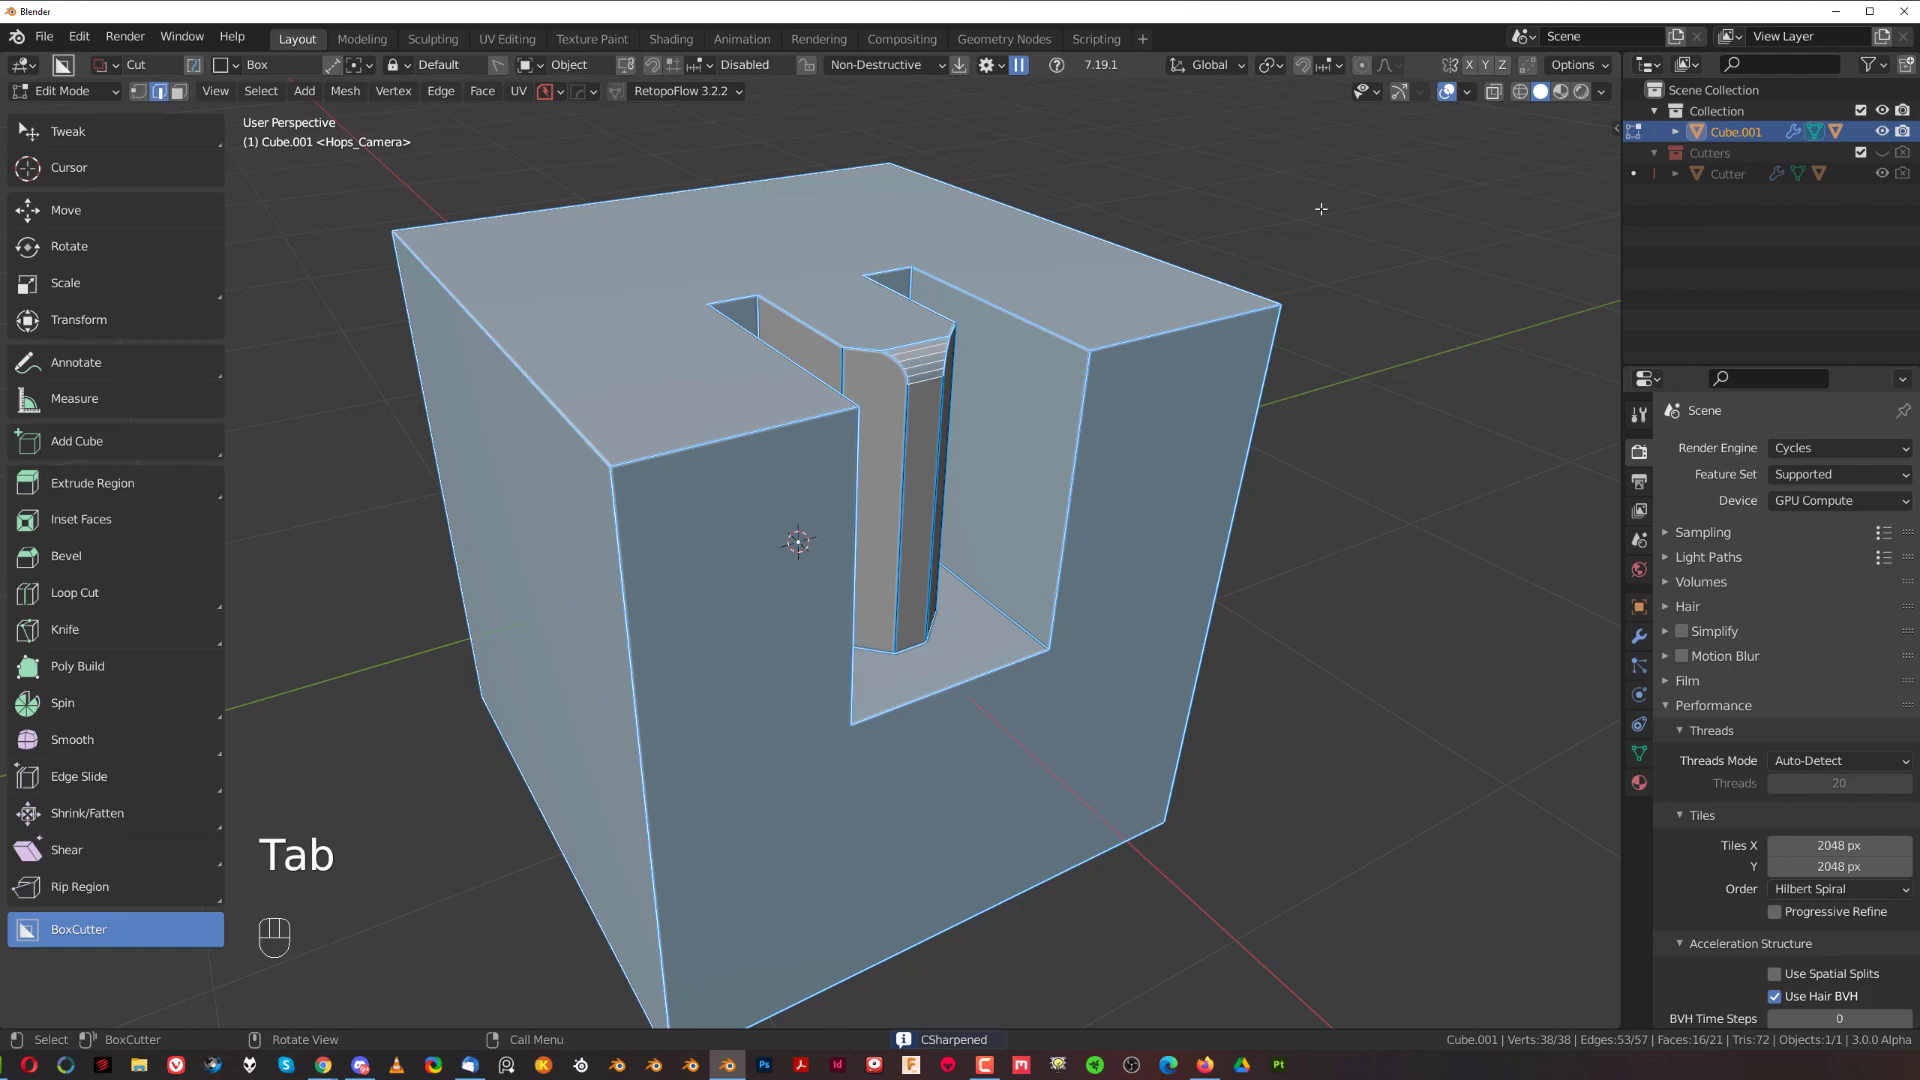 Blender
File Edit Render Window Help Layout Modeling Sculpting UV Editing Texture Paint Shading Animation Rendering Compositing Geometry Nodes Scripting + Scene View Layer
Cut Box Default Object Disabled Non-Destructive 7.19.1 Global X Y Z Options
Edit Mode View Select Add Mesh Vertex Edge Face UV RetopoFlow 3.2.2
Scene Collection
Collection
Cube.001
Cutters
Cutter
User Perspective
(1) Cube.001 <Hops_Camera>
Tweak
Cursor
Move
Rotate
Scale
Transform
Annotate
Measure
Add Cube
Extrude Region
Inset Faces
Bevel
Loop Cut
Knife
Poly Build
Spin
Smooth
Edge Slide
Shrink/Fatten
Shear
Rip Region
BoxCutter
Tab
Scene
Render Engine Cycles
Feature Set Supported
Device GPU Compute
Sampling
Light Paths
Volumes
Hair
Simplify
Motion Blur
Film
Performance
Threads
Threads Mode Auto-Detect
Threads 20
Tiles
Tiles X 2048 px
Y 2048 px
Order Hilbert Spiral
Progressive Refine
Acceleration Structure
Use Spatial Splits
Use Hair BVH
BVH Time Steps 0
Select BoxCutter Rotate View Call Menu CSharpened Cube.001 | Verts:38/38 | Edges:53/57 | Faces:16/21 | Tris:72 | Objects:1/1 | 3.0.0 Alpha
Ps Id F m Pt